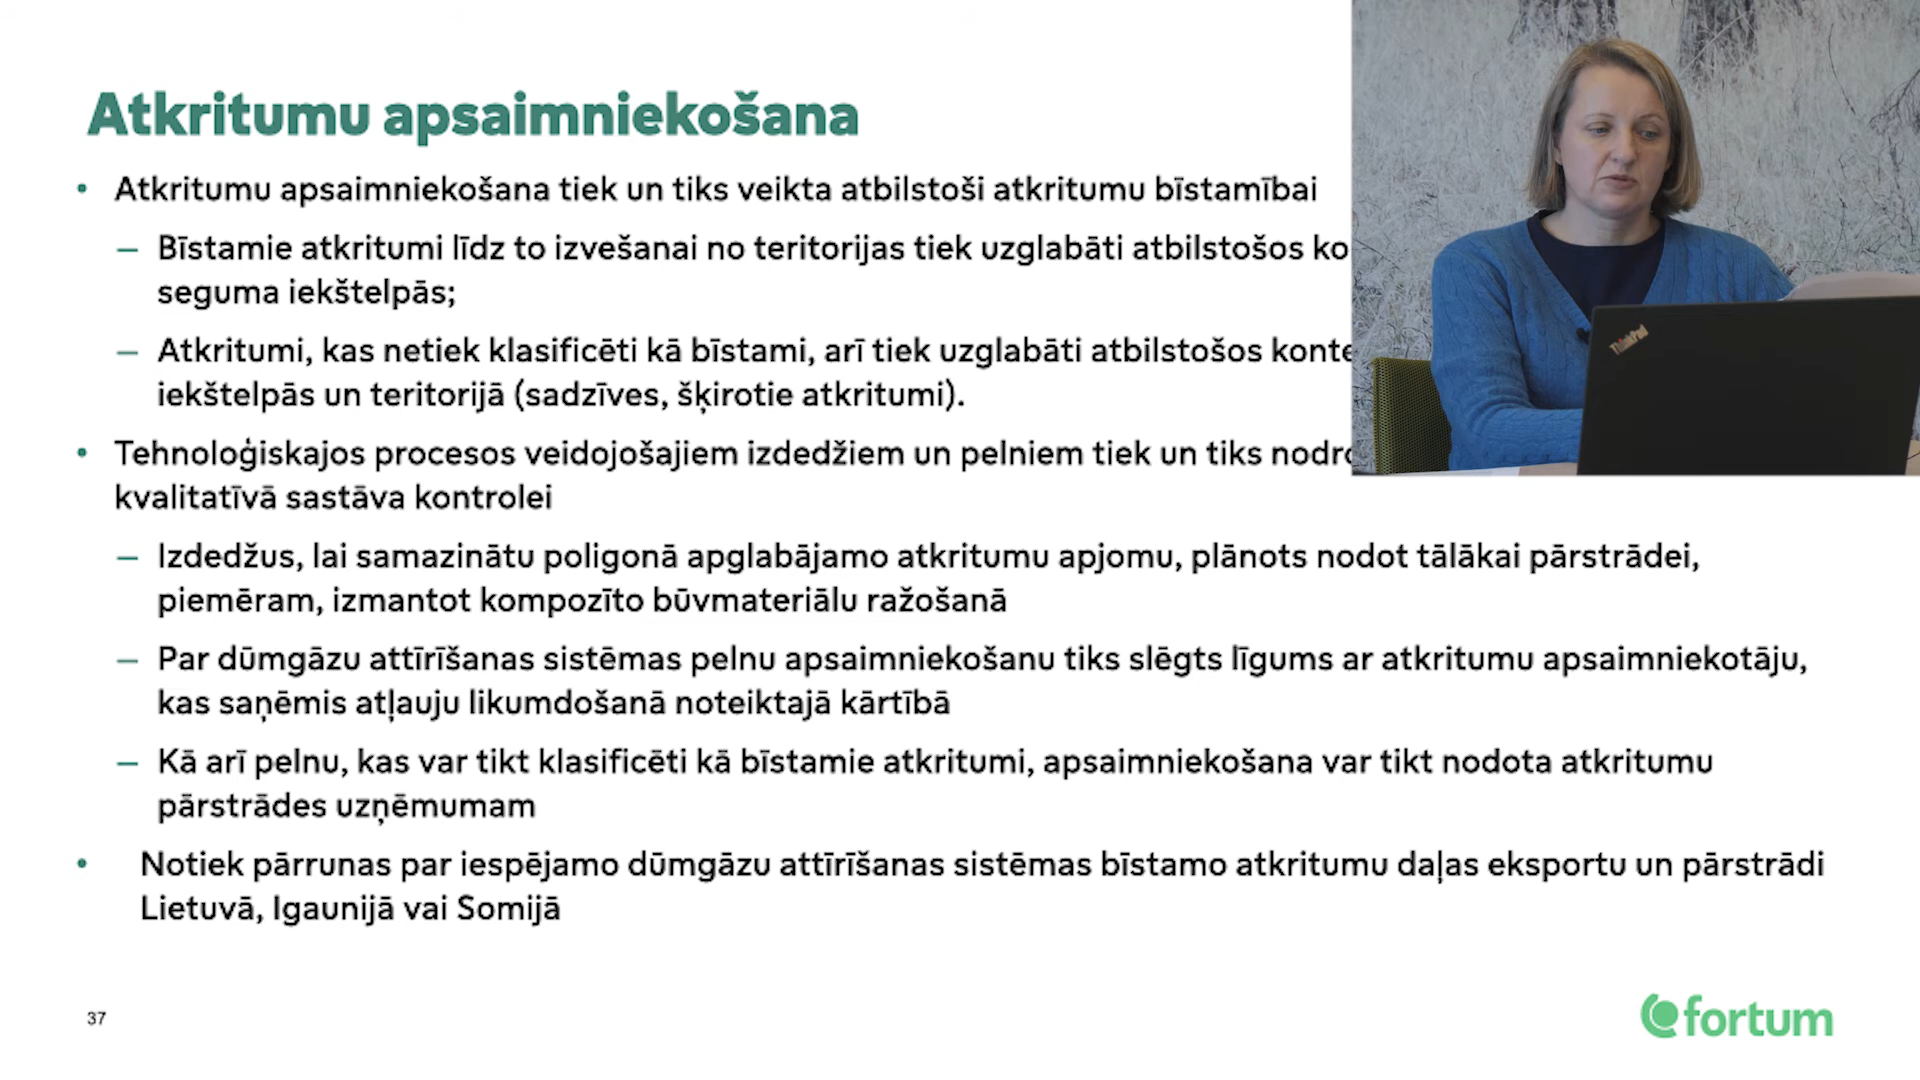 Atkritumu apsaimniekošana
• Atkritumu apsaimniekošana tiek un tiks veikta atbilstoši atkritumu bīstamībai
– Bīstamie atkritumi līdz to izvešanai no teritorijas tiek uzglabāti atbilstošos
seguma iekštelpās;
– Atkritumi, kas netiek klasificēti kā bīstami, arī tiek uzglabāti atbilstošos
iekštelpās un teritorijā (sadzīves, šķirotie atkritumi).
• Tehnoloģiskajos procesos veidojošajiem izdedžiem un pelniem tiek un tiks
kvalitatīvā sastāva kontrolei
– Izdedžus, lai samazinātu poligonā apglabājamo atkritumu apjomu, plānots nodot tālākai pārstrādei,
piemēram, izmantot kompozīto būvmateriālu ražošanā
– Par dūmgāzu attīrīšanas sistēmas pelnu apsaimniekošanu tiks slēgts līgums ar atkritumu apsaimniekotāju,
kas saņēmis atļauju likumdošanā noteiktajā kārtībā
– Kā arī pelnu, kas var tikt klasificēti kā bīstamie atkritumi, apsaimniekošana var tikt nodota atkritumu
pārstrādes uzņēmumam
• Notiek pārrunas par iespējamo dūmgāzu attīrīšanas sistēmas bīstamo atkritumu daļas eksportu un pārstrādi
Lietuvā, Igaunijā vai Somijā
ThinkPad
37
fortum